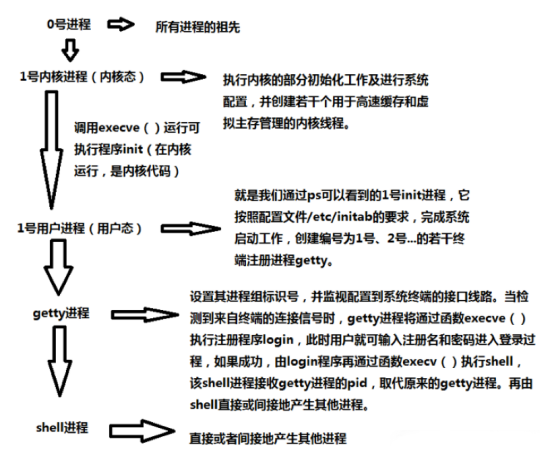 0号进程
所有进程的祖先
1号内核进程（内核态）
执行内核的部分初始化工作及进行系统
配置，并创建若干个用于高速缓存和虚
拟主存管理的内核线程。
调用execve（）运行可
执行程序init（在内核
运行，是内核代码）
就是我们通过ps可以看到的1号init进程，它
按照配置文件/etc/initab的要求，完成系统
启动工作，创建编号为1号、2号...的若干终
端注册进程getty。
1号用户进程（用户态）
设置其进程组标识号，并监视配置到系统终端的接口线路。当检
测到来自终端的连接信号时，getty进程将通过函数execve（）
执行注册程序login，此时用户就可输入注册名和密码进入登录过
程，如果成功，由login程序再通过函数execv（）执行shell，
该shell进程接收getty进程的pid，取代原来的getty进程。再由
shell直接或间接地产生其他进程。
getty进程
shell进程
直接或者间接地产生其他进程